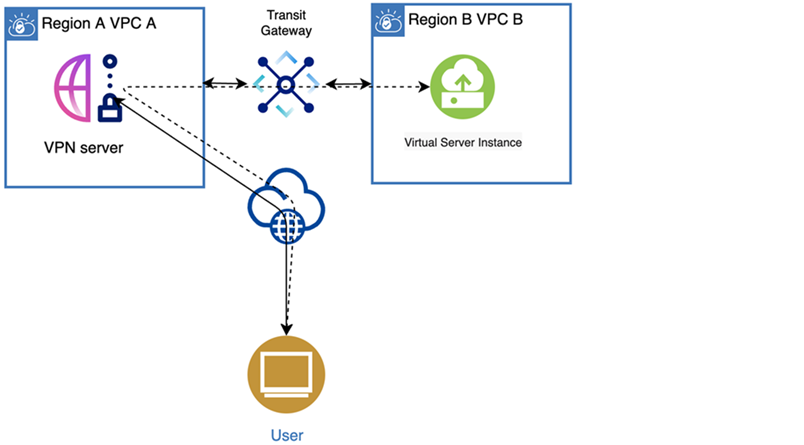 Region A VPC A
Transit
Gateway
Region B VPC B
VPN server
Virtual Server Instance
User